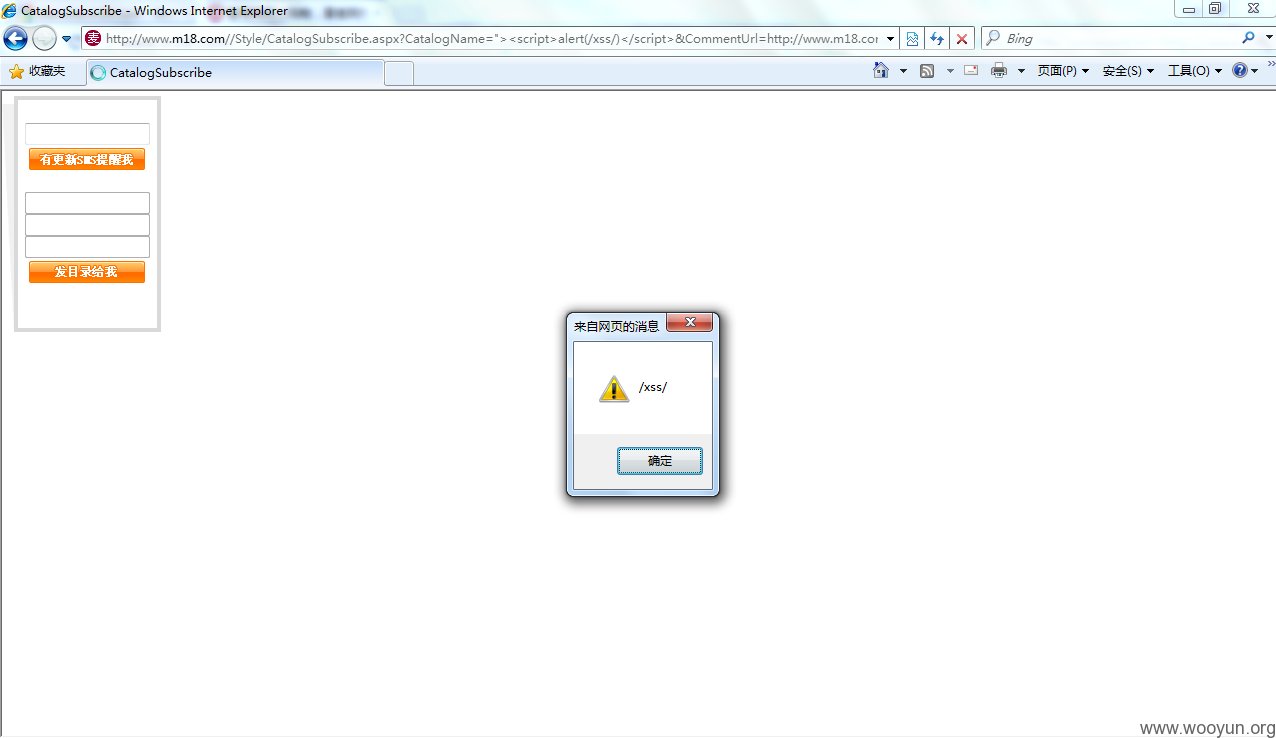 CatalogSubscribe - Windows Internet Explorer
http://www.m18.com//Style/CatalogSubscribe.aspx?CatalogName="><script>alert(/xss/)</script>&CommentUrl=http://www.m18.cor
Bing
收藏夹
CatalogSubscribe
页面(P)
安全(S)
工具(O)
有更新SMS提醒我
发目录给我
来自网页的消息
/xss/
确定
www.wooyun.org